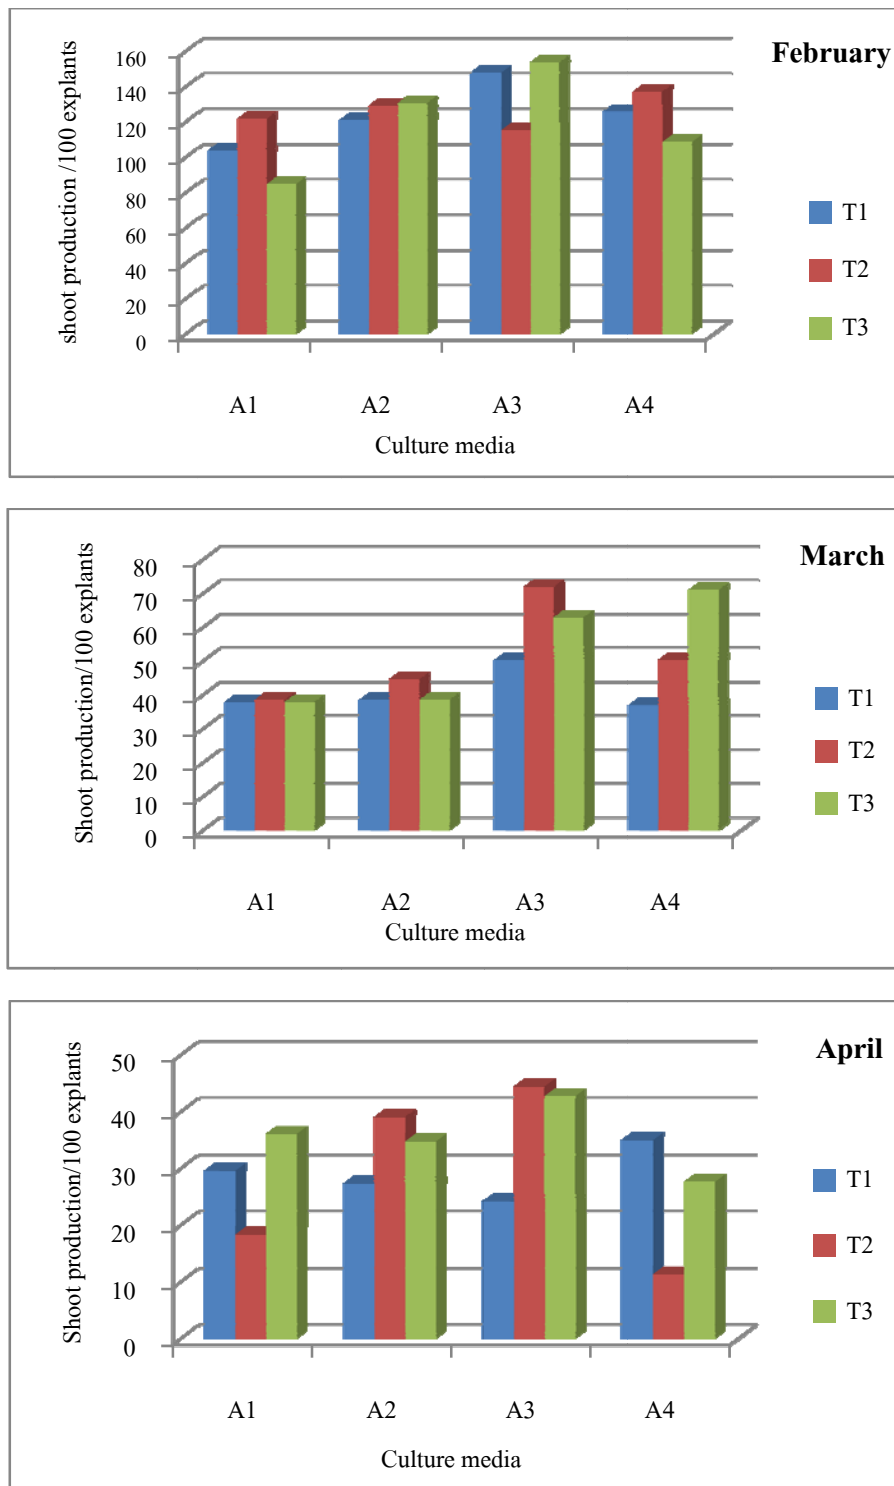 February
shoot production /100 explants
160
140
120
100
80
60
40
20
0
T1
T2
T3
A1 A2 A3 A4
Culture media
March
Shoot production/100 explants
80
70
60
50
40
30
20
10
0
T1
T2
T3
A1 A2 A3 A4
Culture media
April
Shoot production/100 explants
50
40
30
20
10
0
T1
T2
T3
A1 A2 A3 A4
Culture media